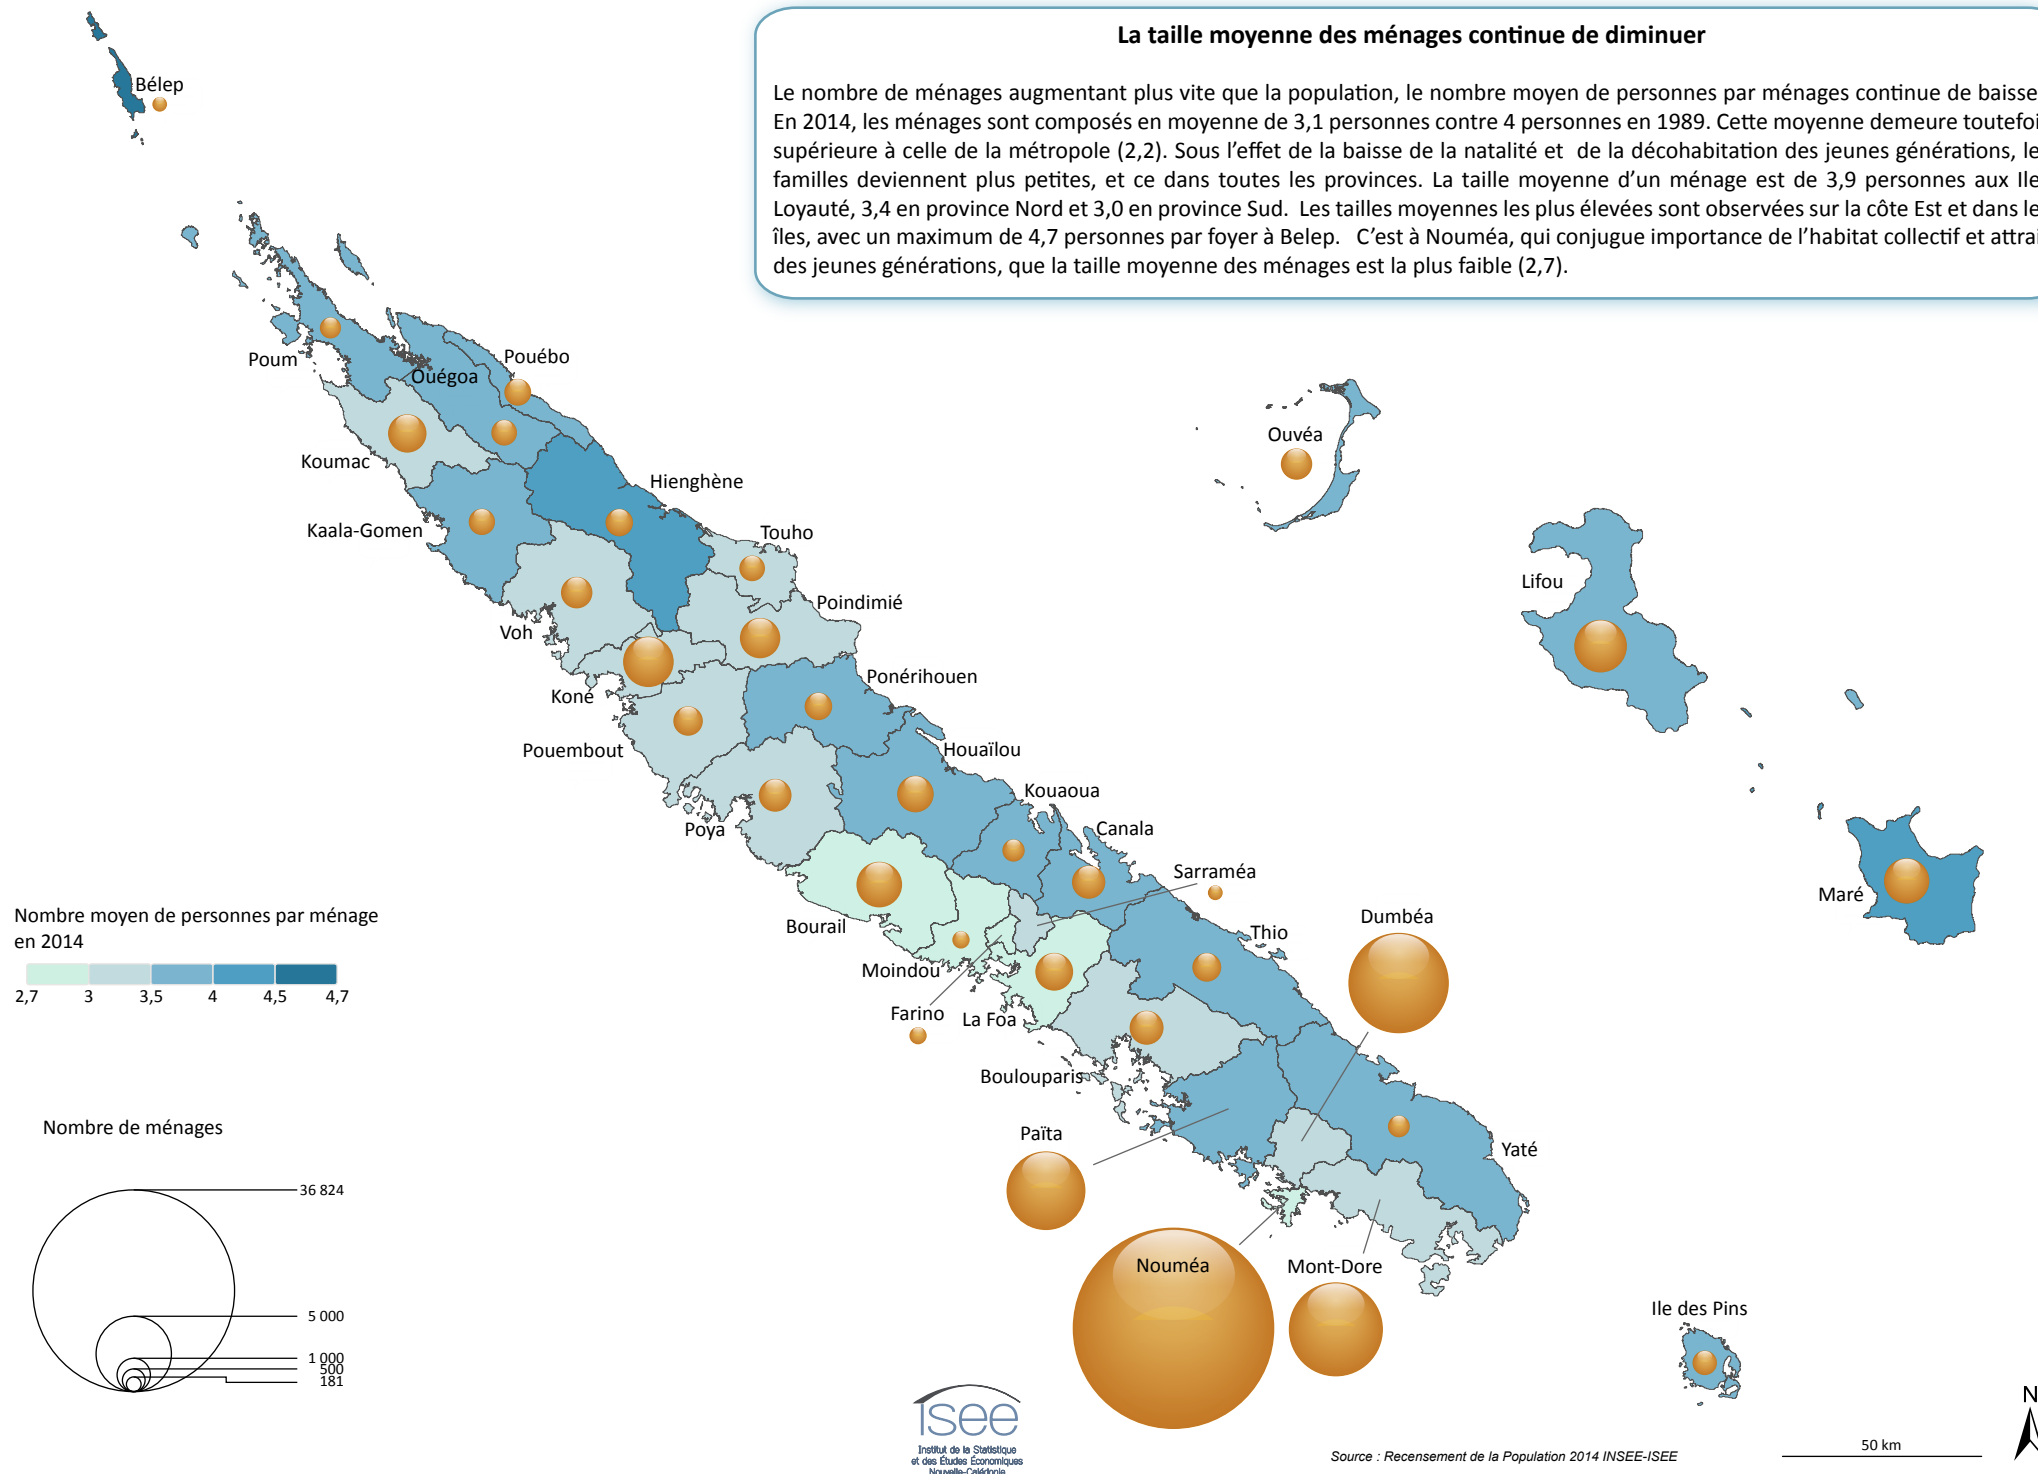 La taille moyenne des ménages continue de diminuer
Le nombre de ménages augmentant plus vite que la population, le nombre moyen de personnes par ménages continue de baisse
En 2014, les ménages sont composés en moyenne de 3,1 personnes contre 4 personnes en 1989. Cette moyenne demeure toutefoi
supérieure à celle de la métropole (2,2). Sous l'effet de la baisse de la natalité et de la décohabitation des jeunes générations, le
familles deviennent plus petites, et ce dans toutes les provinces. La taille moyenne d'un ménage est de 3,9 personnes aux Ile
Loyauté, 3,4 en province Nord et 3,0 en province Sud. Les tailles moyennes les plus élevées sont observées sur la côte Est et dans le
îles, avec un maximum de 4,7 personnes par foyer à Belep. C'est à Nouméa, qui conjugue importance de l'habitat collectif et attrai
des jeunes générations, que la taille moyenne des ménages est la plus faible (2,7).
Bélep
Poum
Ouégoa
Pouébo
Koumac
Hienghène
Kaala-Gomen
Touho
Voh
Poindimié
Koné
Ponérihouen
Pouembout
Houaïlou
Poya
Kouaoua
Canala
Sarraméa
Bourail
Moindou
Farino
La Foa
Thio
Dumbéa
Boulouparis
Païta
Yaté
Nouméa
Mont-Dore
Ile des Pins
Ouvéa
Lifou
Maré
Nombre moyen de personnes par ménage
en 2014
2,7 3 3,5 4 4,5 4,7
Nombre de ménages
36 824
5 000
1 000
500
181
isee
Institut de la Statistique
et des Études Économiques
Nouvelle-Calédonie
Source : Recensement de la Population 2014 INSEE-ISEE
50 km
N